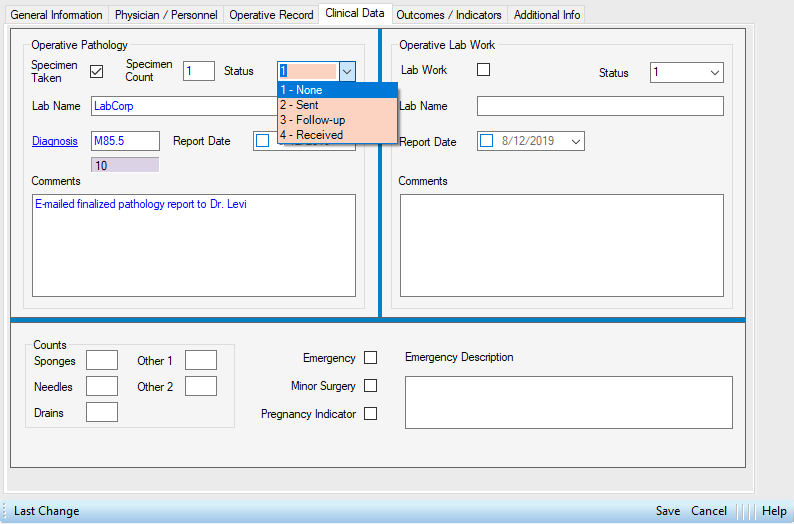 General Information Physician / Personnel Operative Record Clinical Data Outcomes / Indicators Additional Info
Operative Pathology
Specimen Taken
Specimen Count
1
Status
1
1 - None
2 - Sent
3 - Follow-up
4 - Received
Lab Name
LabCorp
Diagnosis
M85.5
Report Date
10
Comments
E-mailed finalized pathology report to Dr. Levi
Operative Lab Work
Lab Work
Status
1
Lab Name
Report Date
8/12/2019
Comments
Counts
Sponges
Other 1
Needles
Other 2
Drains
Emergency
Minor Surgery
Pregnancy Indicator
Emergency Description
Last Change
Save Cancel Help